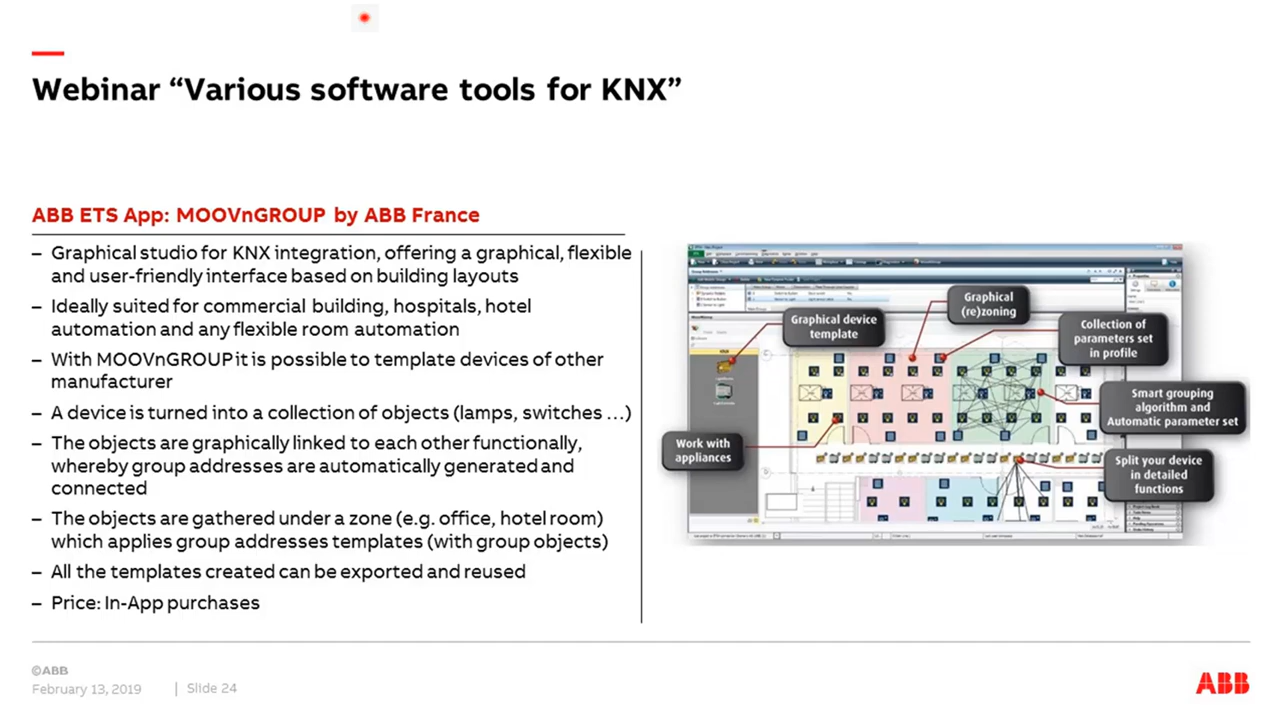 Webinar “Various software tools for KNX”
ABB ETS App: MOOVnGROUP by ABB France
– Graphical studio for KNX integration, offering a graphical, flexible
and user-friendly interface based on building layouts
– Ideally suited for commercial building, hospitals, hotel
automation and any flexible room automation
– With MOOVnGROUP it is possible to template devices of other
manufacturer
– A device is turned into a collection of objects (lamps, switches …)
– The objects are graphically linked to each other functionally,
whereby group addresses are automatically generated and
connected
– The objects are gathered under a zone (e.g. office, hotel room)
which applies group addresses templates (with group objects)
– All the templates created can be exported and reused
– Price: In-App purchases
Graphical device
template
Graphical
(re)zoning
Collection of
parameters set
in profile
Smart grouping
algorithm and
Automatic parameter set
Work with
appliances
Split your device
in detailed
functions
©ABB
February 13, 2019 | Slide 24
ABB